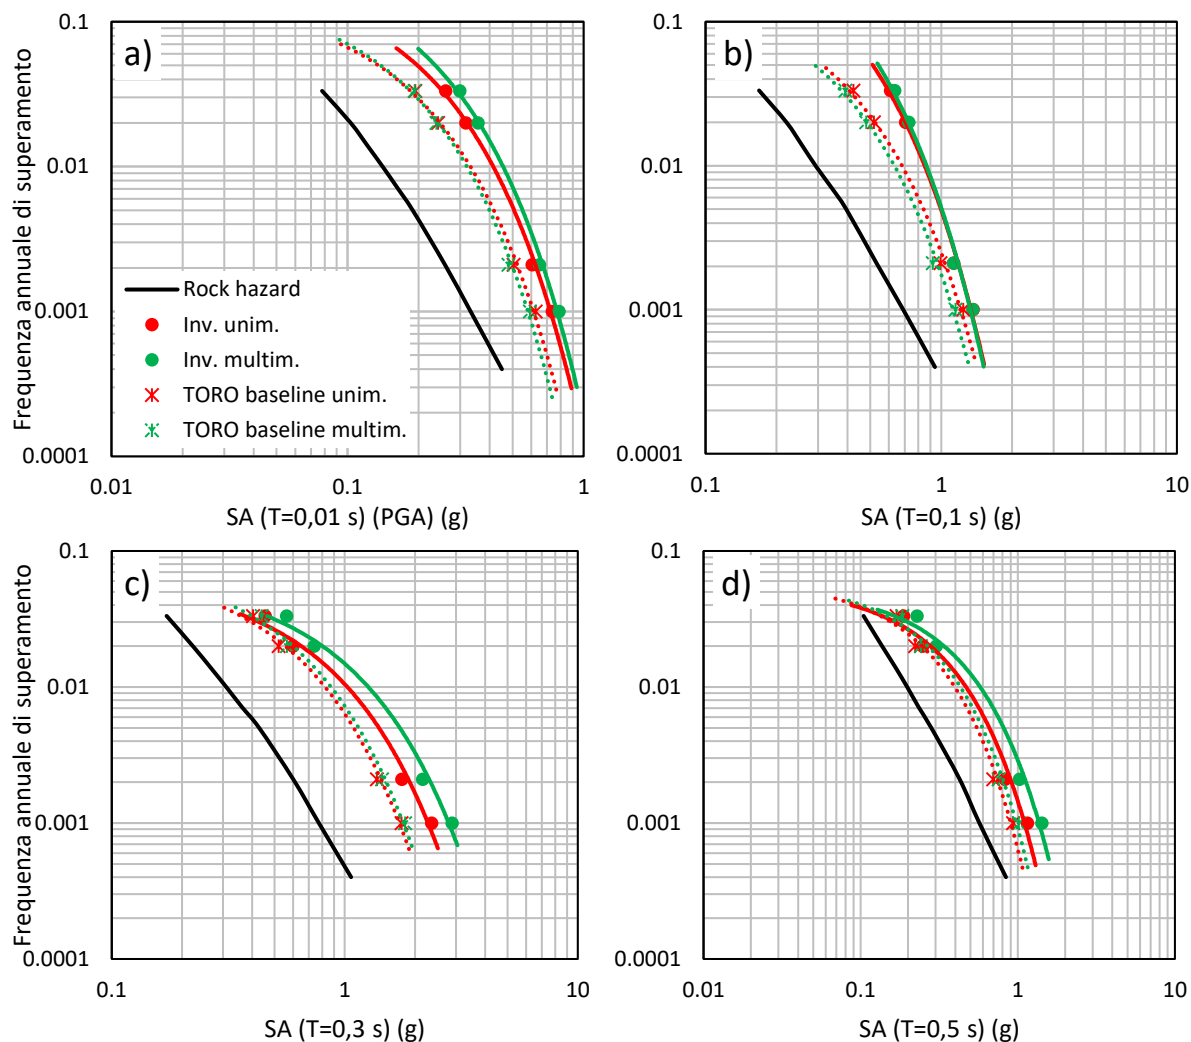 a)
Frequenza annuale di superamento
0.1
0.01
0.001
0.0001
Rock hazard
Inv. unim.
Inv. multim.
TORO baseline unim.
TORO baseline multim.
0.01
0.1
1
SA (T=0,01 s) (PGA) (g)
b)
0.1
0.01
0.001
0.0001
0.1
1
10
SA (T=0,1 s) (g)
c)
Frequenza annuale di superamento
0.1
0.01
0.001
0.0001
0.1
1
10
SA (T=0,3 s) (g)
d)
0.1
0.01
0.001
0.0001
0.01
0.1
1
10
SA (T=0,5 s) (g)